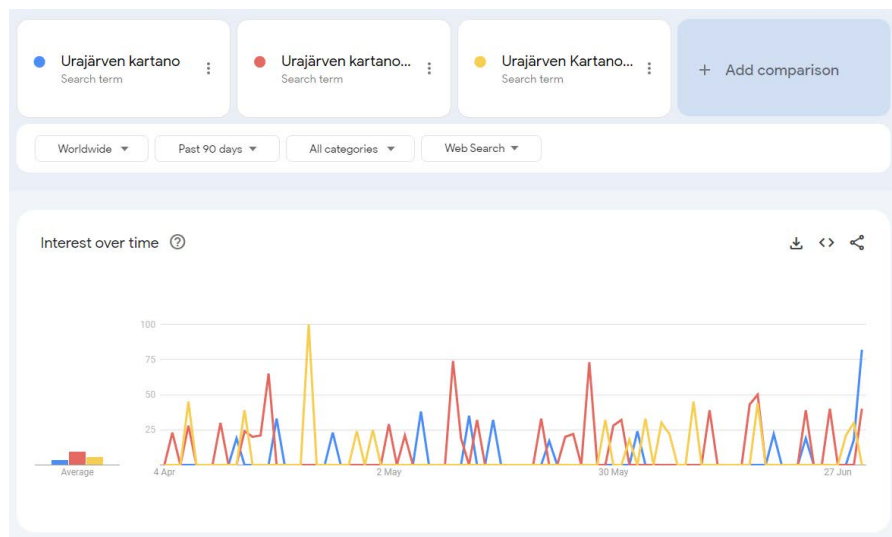 Urajärven kartano
Search term
Urajärven kartano...
Search term
Urajärven Kartano...
Search term
+ Add comparison
Worldwide
Past 90 days
All categories
Web Search
Interest over time
100
75
50
25
Average
4 Apr
2 May
30 May
27 Jun